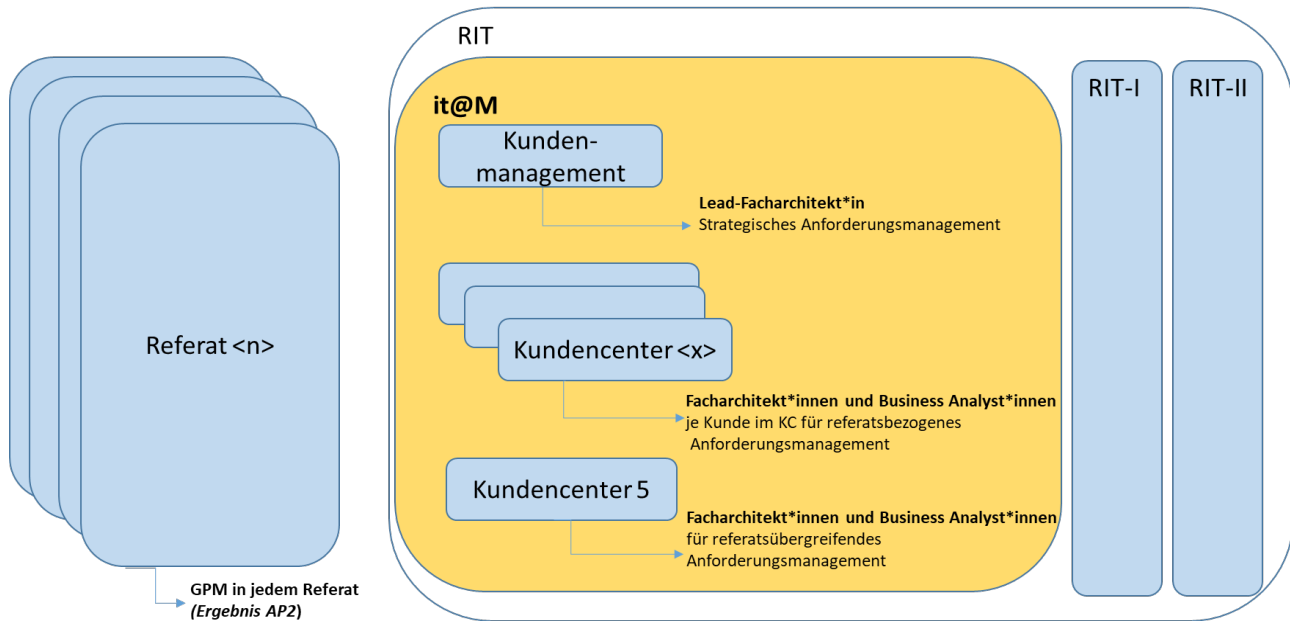 RIT
it@M
Kunden-
management
Lead-Facharchitekt*in
Strategisches Anforderungsmanagement
Kundencenter <x>
Facharchitekt*innen und Business Analyst*innen
je Kunde im KC für referatsbezogenes
Anforderungsmanagement
Kundencenter 5
Facharchitekt*innen und Business Analyst*innen
für referatsübergreifendes
Anforderungsmanagement
RIT-I
RIT-II
Referat <n>
GPM in jedem Referat
(Ergebnis AP2)